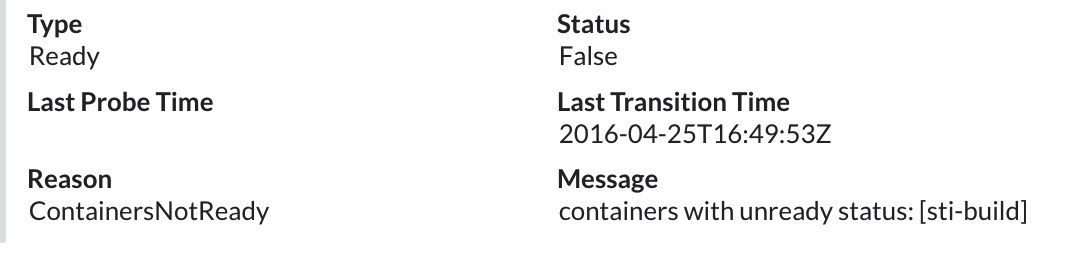 Type
Ready
Status
False
Last Probe Time
Last Transition Time
2016-04-25T16:49:53Z
Reason
ContainersNotReady
Message
containers with unready status: [sti-build]